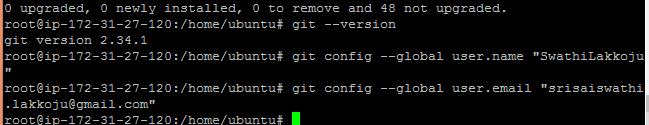 0 upgraded, 0 newly installed, 0 to remove and 48 not upgraded.
root@ip-172-31-27-120:/home/ubuntu# git --version
git version 2.34.1
root@ip-172-31-27-120:/home/ubuntu# git config --global user.name "SwathiLakkoju
"
root@ip-172-31-27-120:/home/ubuntu# git config --global user.email "srisaiswathi
.lakkoju@gmail.com"
root@ip-172-31-27-120:/home/ubuntu#